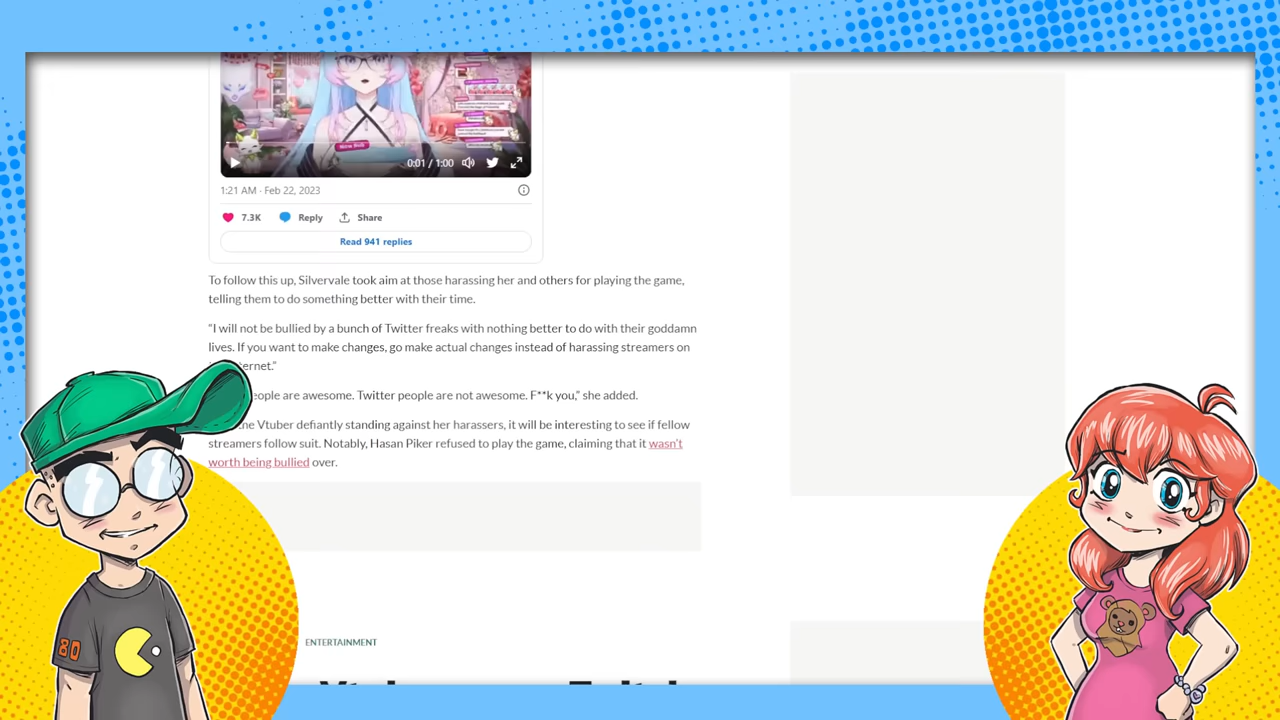 0:01 / 1:00
1:21 AM · Feb 22, 2023
7.3K Reply Share
Read 941 replies
To follow this up, Silvervale took aim at those harassing her and others for playing the game,
telling them to do something better with their time.
“I will not be bullied by a bunch of Twitter freaks with nothing better to do with their goddamn
lives. If you want to make changes, go make actual changes instead of harassing streamers on
ternet.”
eople are awesome. Twitter people are not awesome. F**k you,” she added.
the Vtuber defiantly standing against her harassers, it will be interesting to see if fellow
streamers follow suit. Notably, Hasan Piker refused to play the game, claiming that it wasn’t
worth being bullied over.
80
ENTERTAINMENT